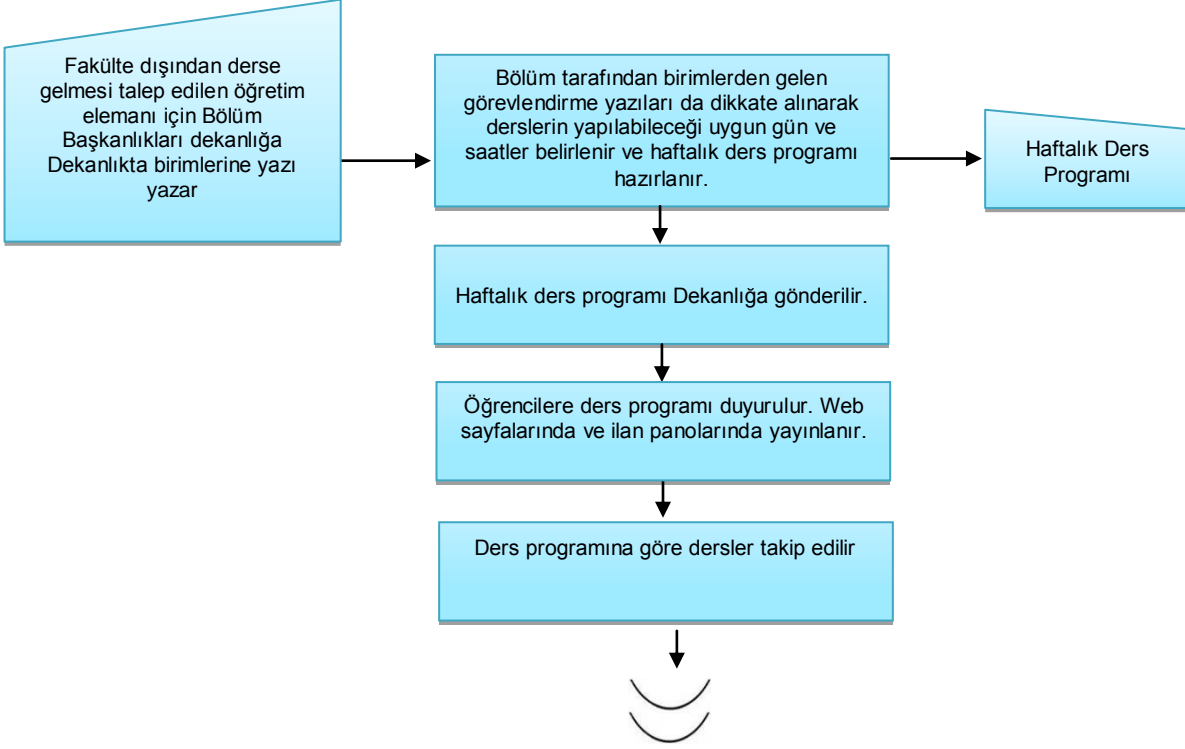 Fakülte dışından derse
gelmesi talep edilen öğretim
elemanı için Bölüm
Başkanlıkları dekanlığa
Dekanlıkta birimlerine yazı
yazar
Bölüm tarafından birimlerden gelen
görevlendirme yazıları da dikkate alınarak
derslerin yapılabileceği uygun gün ve
saatler belirlenir ve haftalık ders programı
hazırlanır.
Haftalık Ders
Programı
Haftalık ders programı Dekanlığa gönderilir.
Öğrencilere ders programı duyurulur. Web
sayfalarında ve ilan panolarında yayınlanır.
Ders programına göre dersler takip edilir